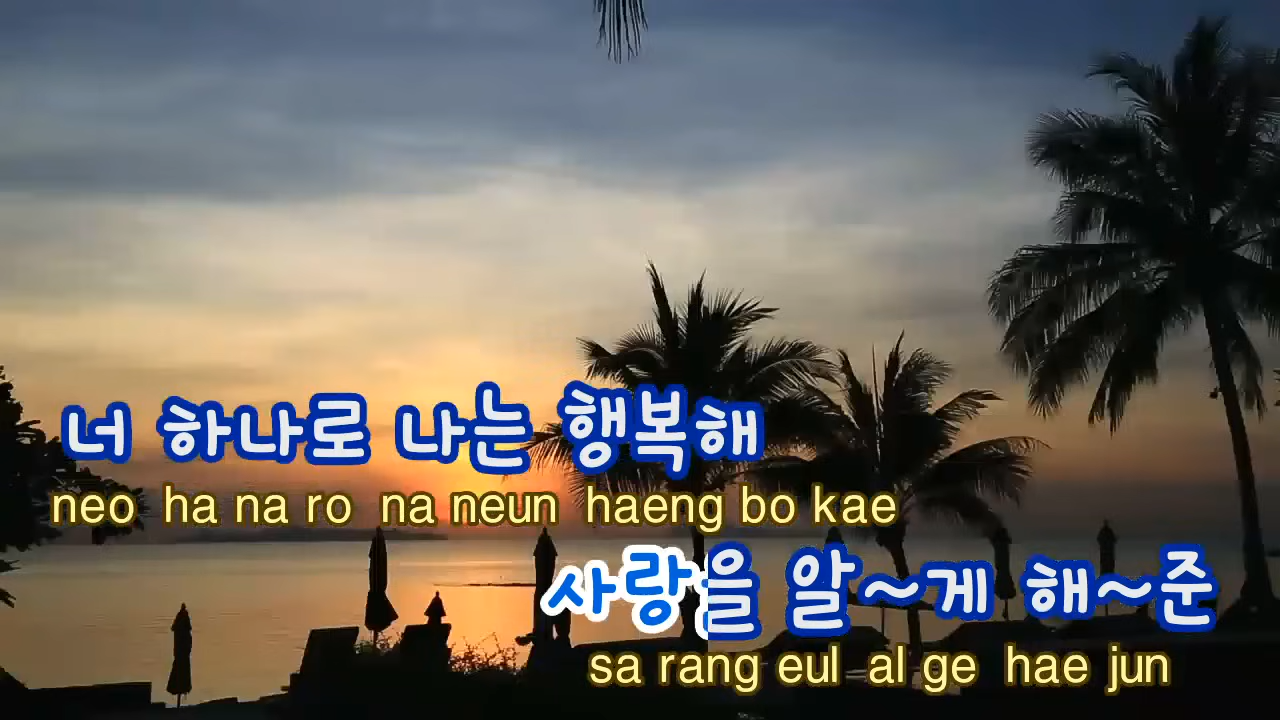 너 하나로 나는 행복해
neo ha na ro na neun haeng bo kae
사랑을 알~게 해~준
sa rang eul al ge hae jun